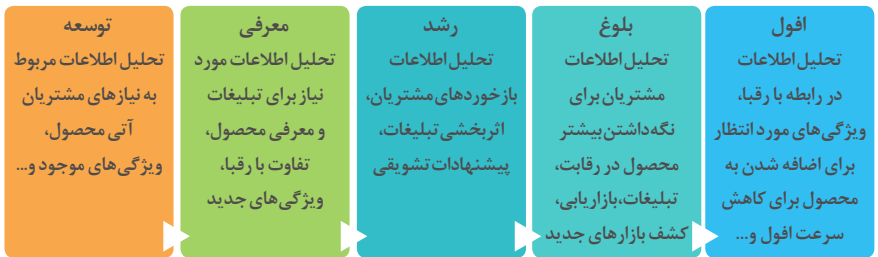 توسعه
تحلیل اطلاعات مربوط
به نیازهای مشتریان
آتی محصول،
ویژگی‌های موجود و...
معرفی
تحلیل اطلاعات مورد
نیاز برای تبلیغات
و معرفی محصول،
تفاوت با رقبا،
ویژگی‌های جدید
رشد
تحلیل اطلاعات
بازخوردهای مشتریان،
اثربخشی تبلیغات،
پیشنهادات تشویقی
بلوغ
تحلیل اطلاعات
مشتریان برای
نگه‌داشتن بیشتر
محصول در رقابت،
تبلیغات، بازاریابی،
کشف بازارهای جدید
افول
تحلیل اطلاعات
در رابطه با رقبا،
ویژگی‌های مورد انتظار
برای اضافه شدن به
محصول برای کاهش
سرعت افول و...